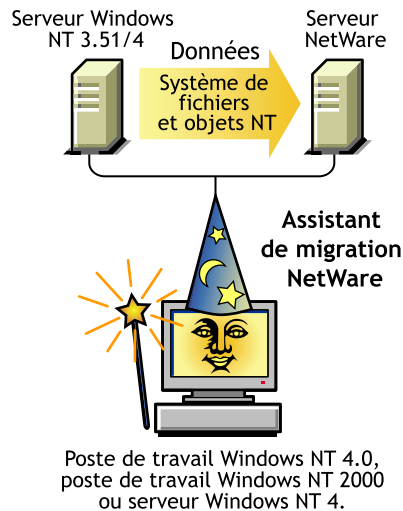 Serveur Windows
NT 3.51/4
Serveur
NetWare
Données
Système de
fichiers
et objets NT
Assistant
de migration
NetWare
Poste de travail Windows NT 4.0,
poste de travail Windows NT 2000
ou serveur Windows NT 4.